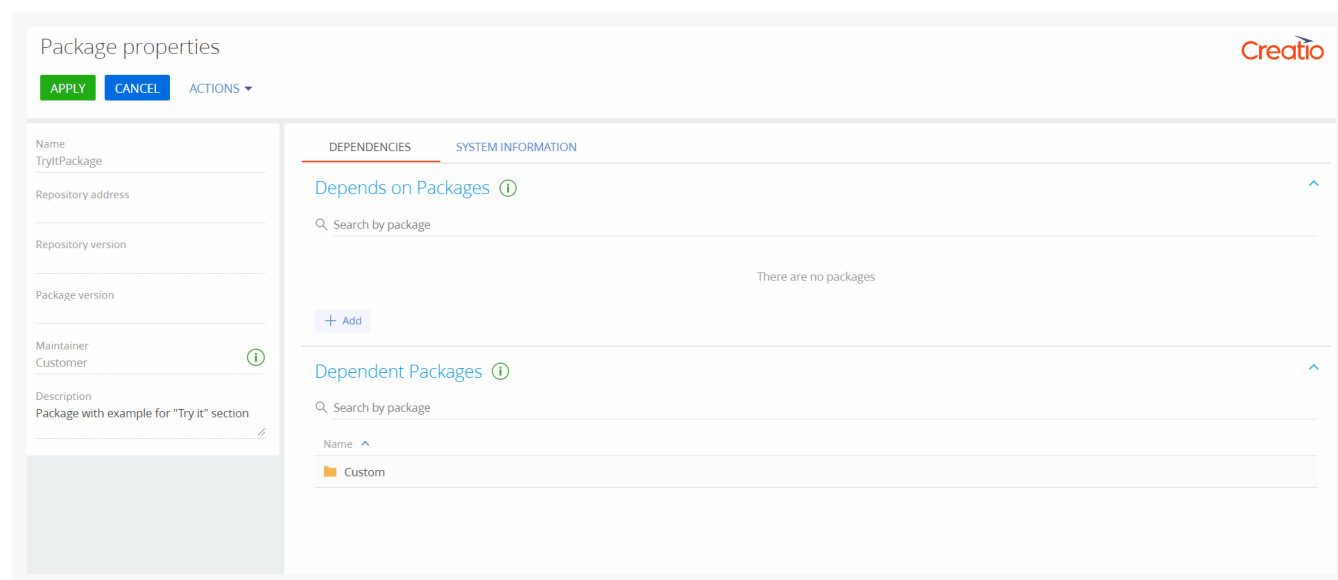 Package properties
Creatio
APPLY CANCEL ACTIONS
Name
TryItPackage
Repository address
Repository version
Package version
Maintainer
Customer
Description
Package with example for "Try it" section
DEPENDENCIES SYSTEM INFORMATION
Depends on Packages
Search by package
There are no packages
+ Add
Dependent Packages
Search by package
Name
Custom